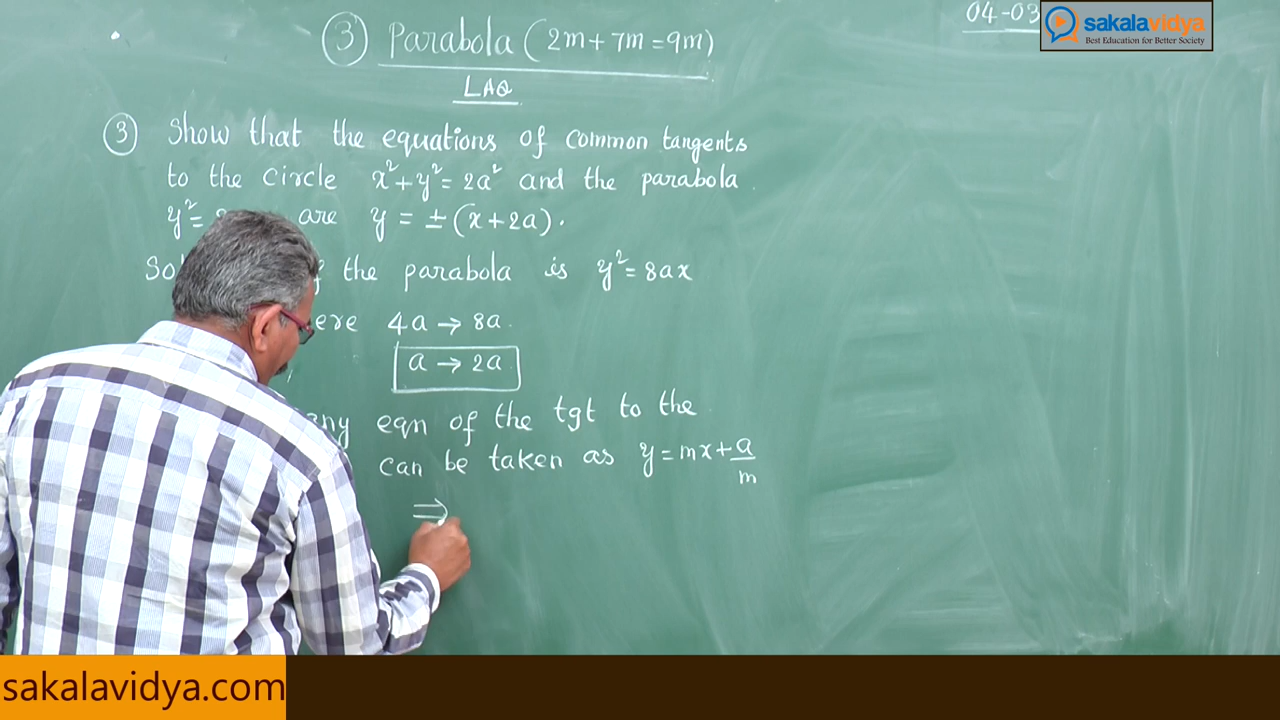 04-03
sakalavidya
Best Education for Better Society
③ Parabola (2m + 7m = 9m)
LAQ
③ Show that the equations of common tangents
to the circle x² + y² = 2a² and the parabola
y² = are y = ± (x + 2a).
the parabola is y² = 8ax
4a → 8a
a → 2a
eqn of the tgt to the
can be taken as y = mx + a/m
⇒
sakalavidya.com